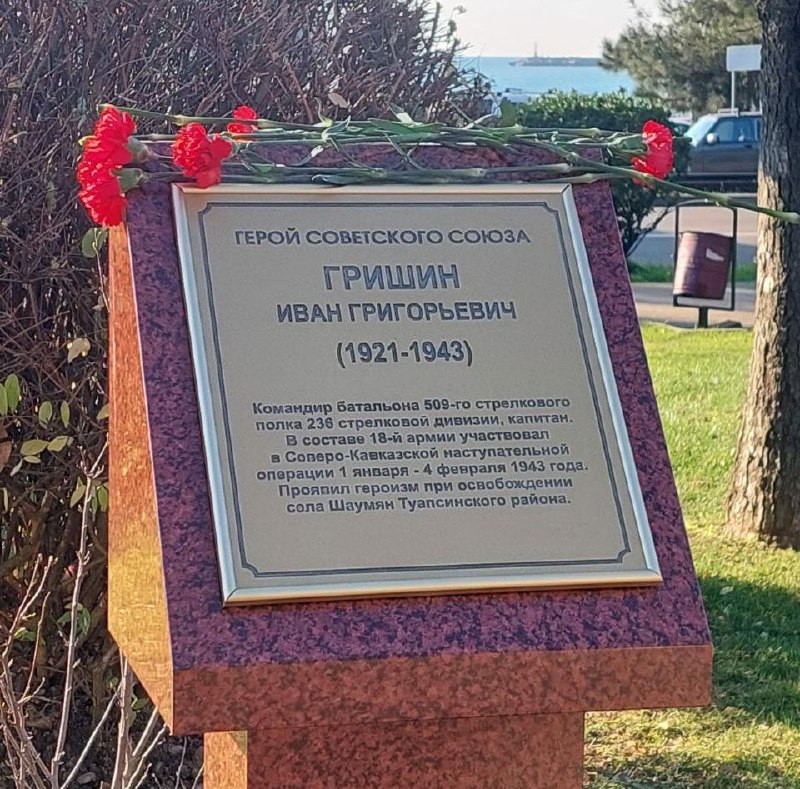 ГЕРОЙ СОВЕТСКОГО СОЮЗА
ГРИШИН
ИВАН ГРИГОРЬЕВИЧ
(1921-1943)
Командир батальона 509-го стрелкового
полка 236 стрелковой дивизии, капитан.
В составе 18-й армии участвовал
в Северо-Кавказской наступательной
операции 1 января - 4 февраля 1943 года.
Проявил героизм при освобождении
села Шаумян Туапсинского района.